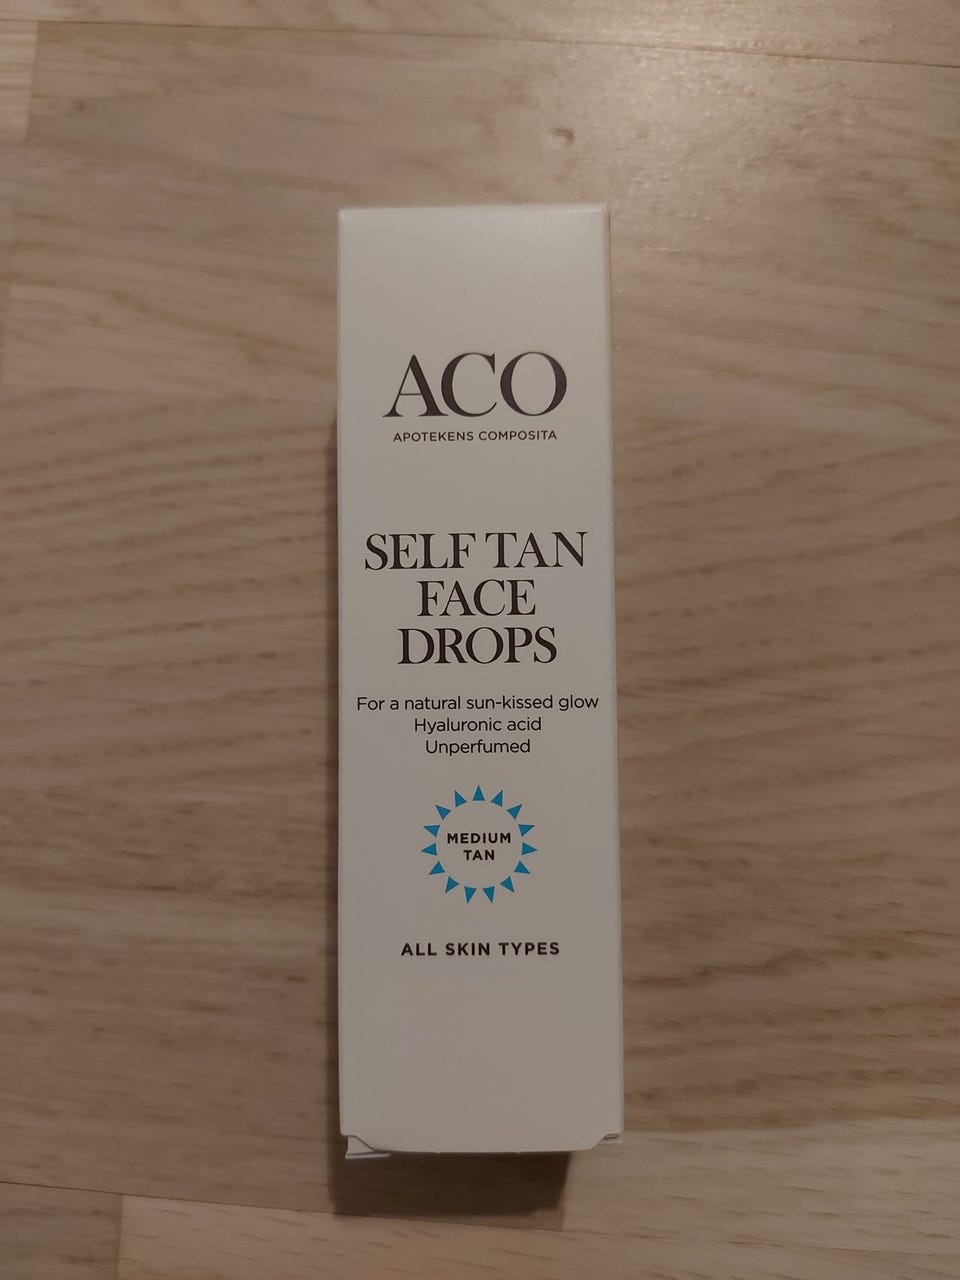 ACO
APOTEKENS COMPOSITA
SELF TAN
FACE
DROPS
For a natural sun-kissed glow
Hyaluronic acid
Unperfumed
MEDIUM
TAN
ALL SKIN TYPES